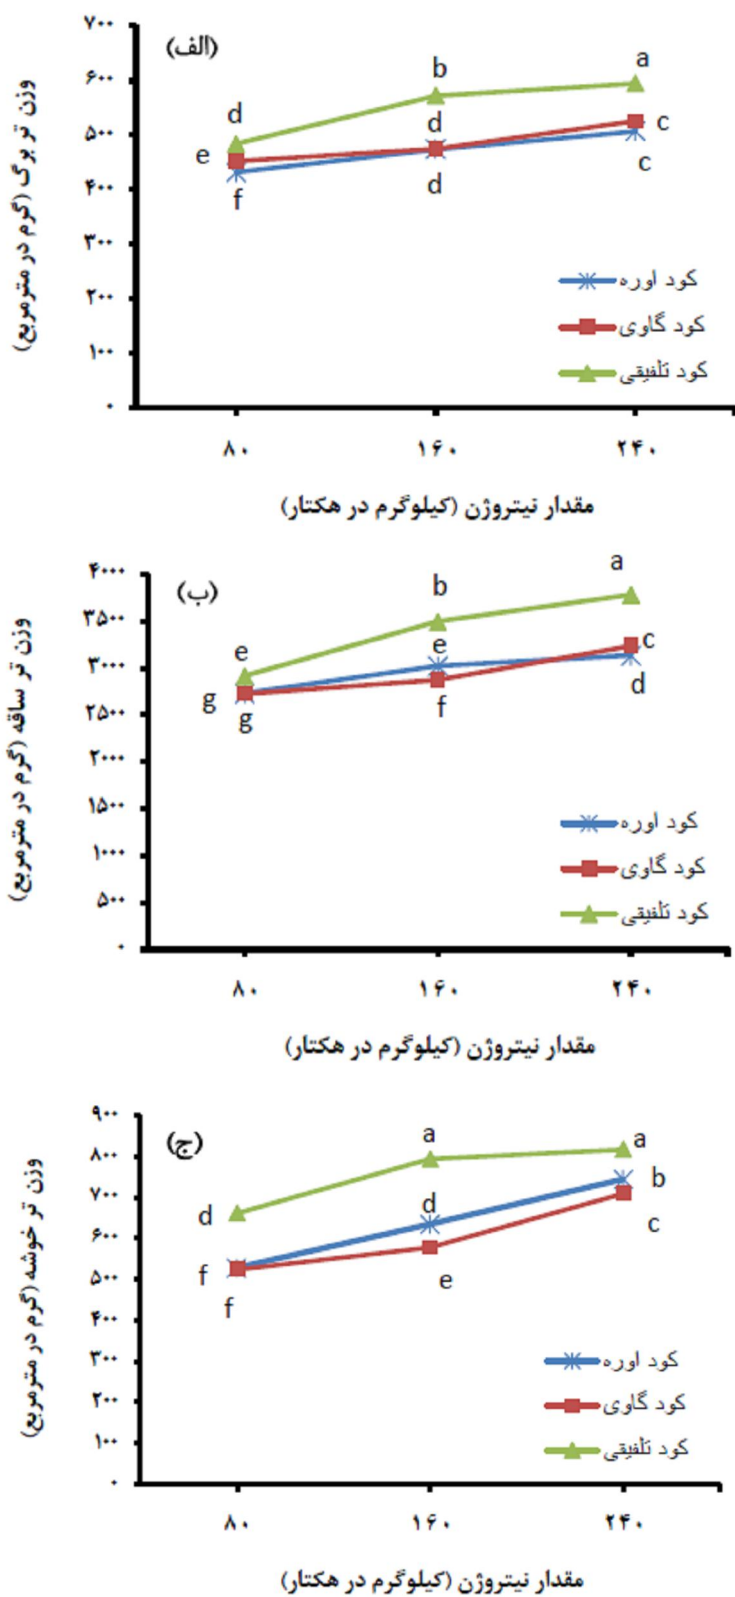 (الف)
وزن تر برگ (گرم در مترمربع)
۷۰۰
۶۰۰
۵۰۰
۴۰۰
۳۰۰
۲۰۰
۱۰۰
۰
a
b
d
d
c
e
f
d
c
کود اوره
کود گاوی
کود تلفیقی
۸۰ ۱۶۰ ۲۴۰
مقدار نیتروژن (کیلوگرم در هکتار)
(ب)
وزن تر ساقه (گرم در مترمربع)
۴۰۰۰
۳۵۰۰
۳۰۰۰
۲۵۰۰
۲۰۰۰
۱۵۰۰
۱۰۰۰
۵۰۰
۰
a
b
e
e
c
g
g
f
d
کود اوره
کود گاوی
کود تلفیقی
۸۰ ۱۶۰ ۲۴۰
مقدار نیتروژن (کیلوگرم در هکتار)
(ج)
وزن تر خوشه (گرم در مترمربع)
۹۰۰
۸۰۰
۷۰۰
۶۰۰
۵۰۰
۴۰۰
۳۰۰
۲۰۰
۱۰۰
۰
a
a
b
d
d
c
f
f
e
کود اوره
کود گاوی
کود تلفیقی
۸۰ ۱۶۰ ۲۴۰
مقدار نیتروژن (کیلوگرم در هکتار)